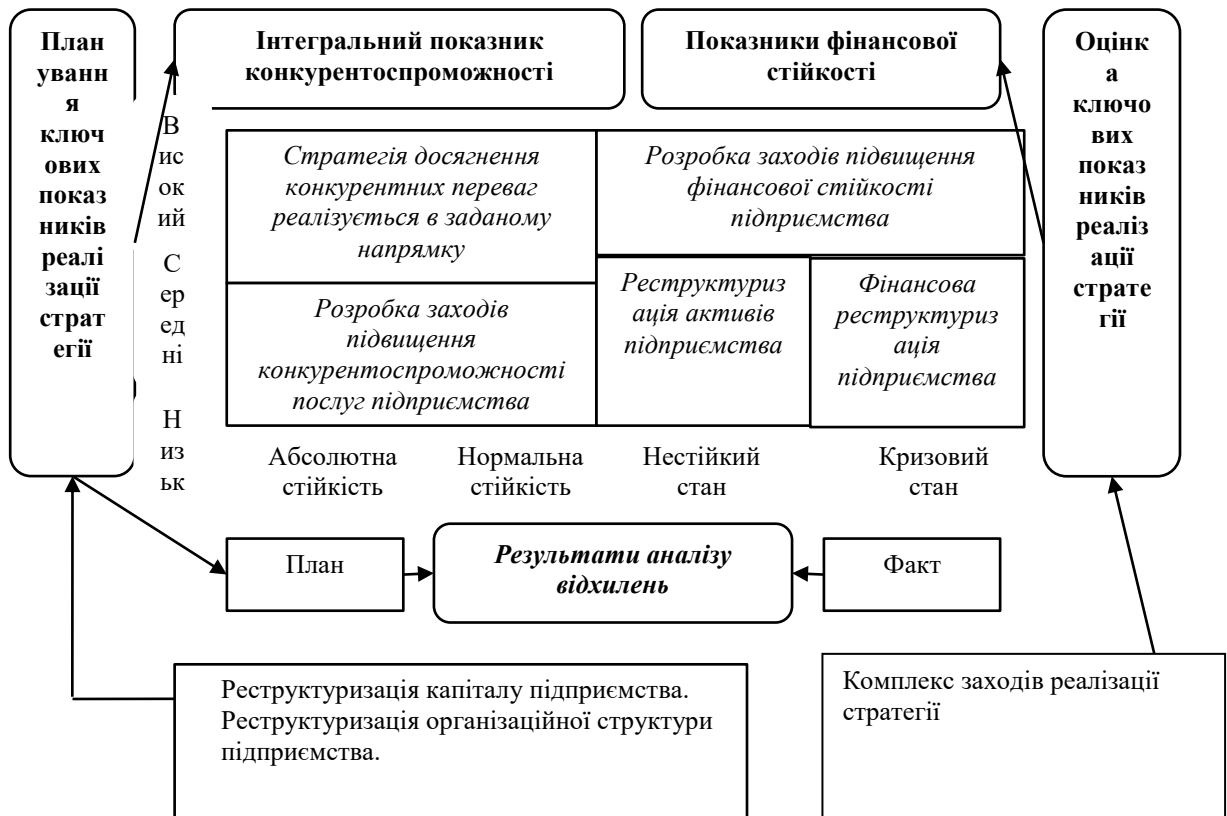 План
уванн
я
ключ
ових
показ
ників
реалі
зації
страт
егії
Інтегральний показник
конкурентоспроможності
Показники фінансової
стійкості
Оцінк
а
ключо
вих
показ
ників
реаліз
ації
страте
гії
В
ис
ок
ий
С
ер
ед
ні
Н
из
ьк
Стратегія досягнення
конкурентних переваг
реалізується в заданому
напрямку
Розробка заходів підвищення
фінансової стійкості
підприємства
Розробка заходів
підвищення
конкурентоспроможності
послуг підприємства
Реструктуриз
ація активів
підприємства
Фінансова
реструктуриз
ація
підприємства
Абсолютна
стійкість
Нормальна
стійкість
Нестійкий
стан
Кризовий
стан
План
Результати аналізу
відхилень
Факт
Реструктуризація капіталу підприємства.
Реструктуризація організаційної структури
підприємства.
Комплекс заходів реалізації
стратегії